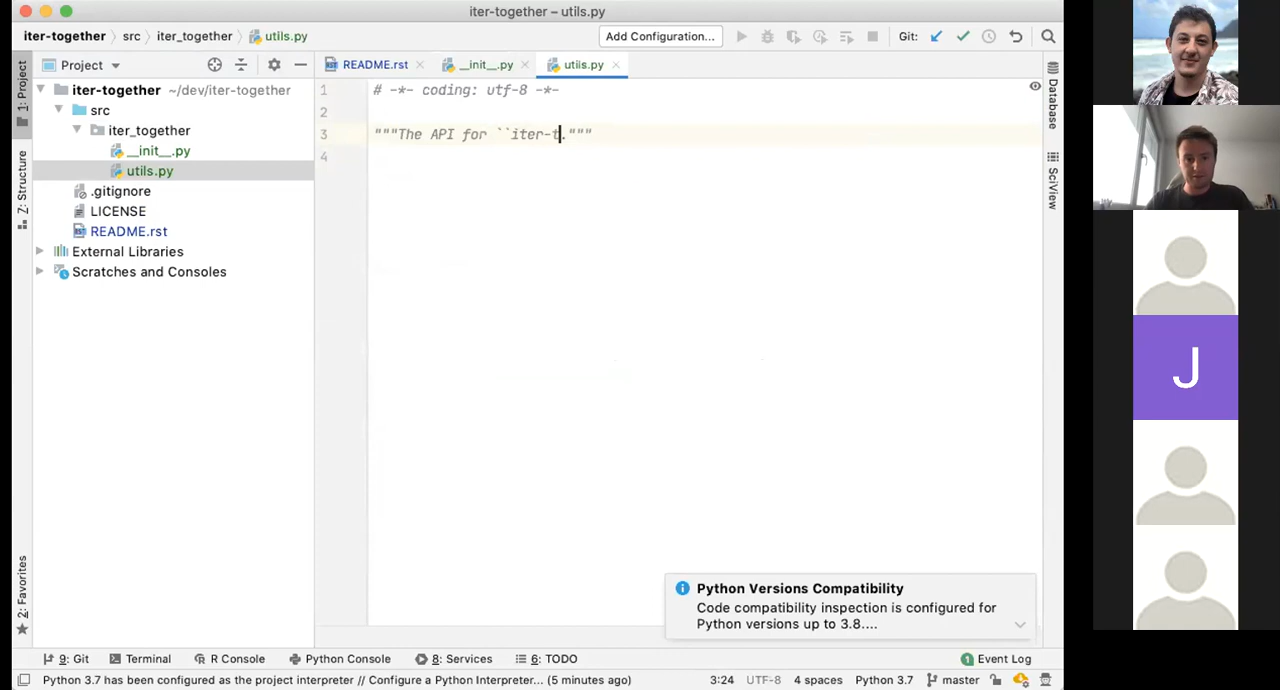 iter-together – utils.py
iter-together
src
iter_together
utils.py
Add Configuration...
Git:
1: Project
Project
README.rst
__init__.py
utils.py
iter-together ~/dev/iter-together
src
iter_together
__init__.py
utils.py
.gitignore
LICENSE
README.rst
External Libraries
Scratches and Consoles
1 # -*- coding: utf-8 -*-
2
3 """The API for ``iter-t."""
4
Z: Structure
2: Favorites
Database
SciView
J
Python Versions Compatibility
Code compatibility inspection is configured for
Python versions up to 3.8....
9: Git
Terminal
R Console
Python Console
8: Services
6: TODO
1 Event Log
Python 3.7 has been configured as the project interpreter // Configure a Python Interpreter... (5 minutes ago)
3:24
UTF-8
4 spaces
Python 3.7
master